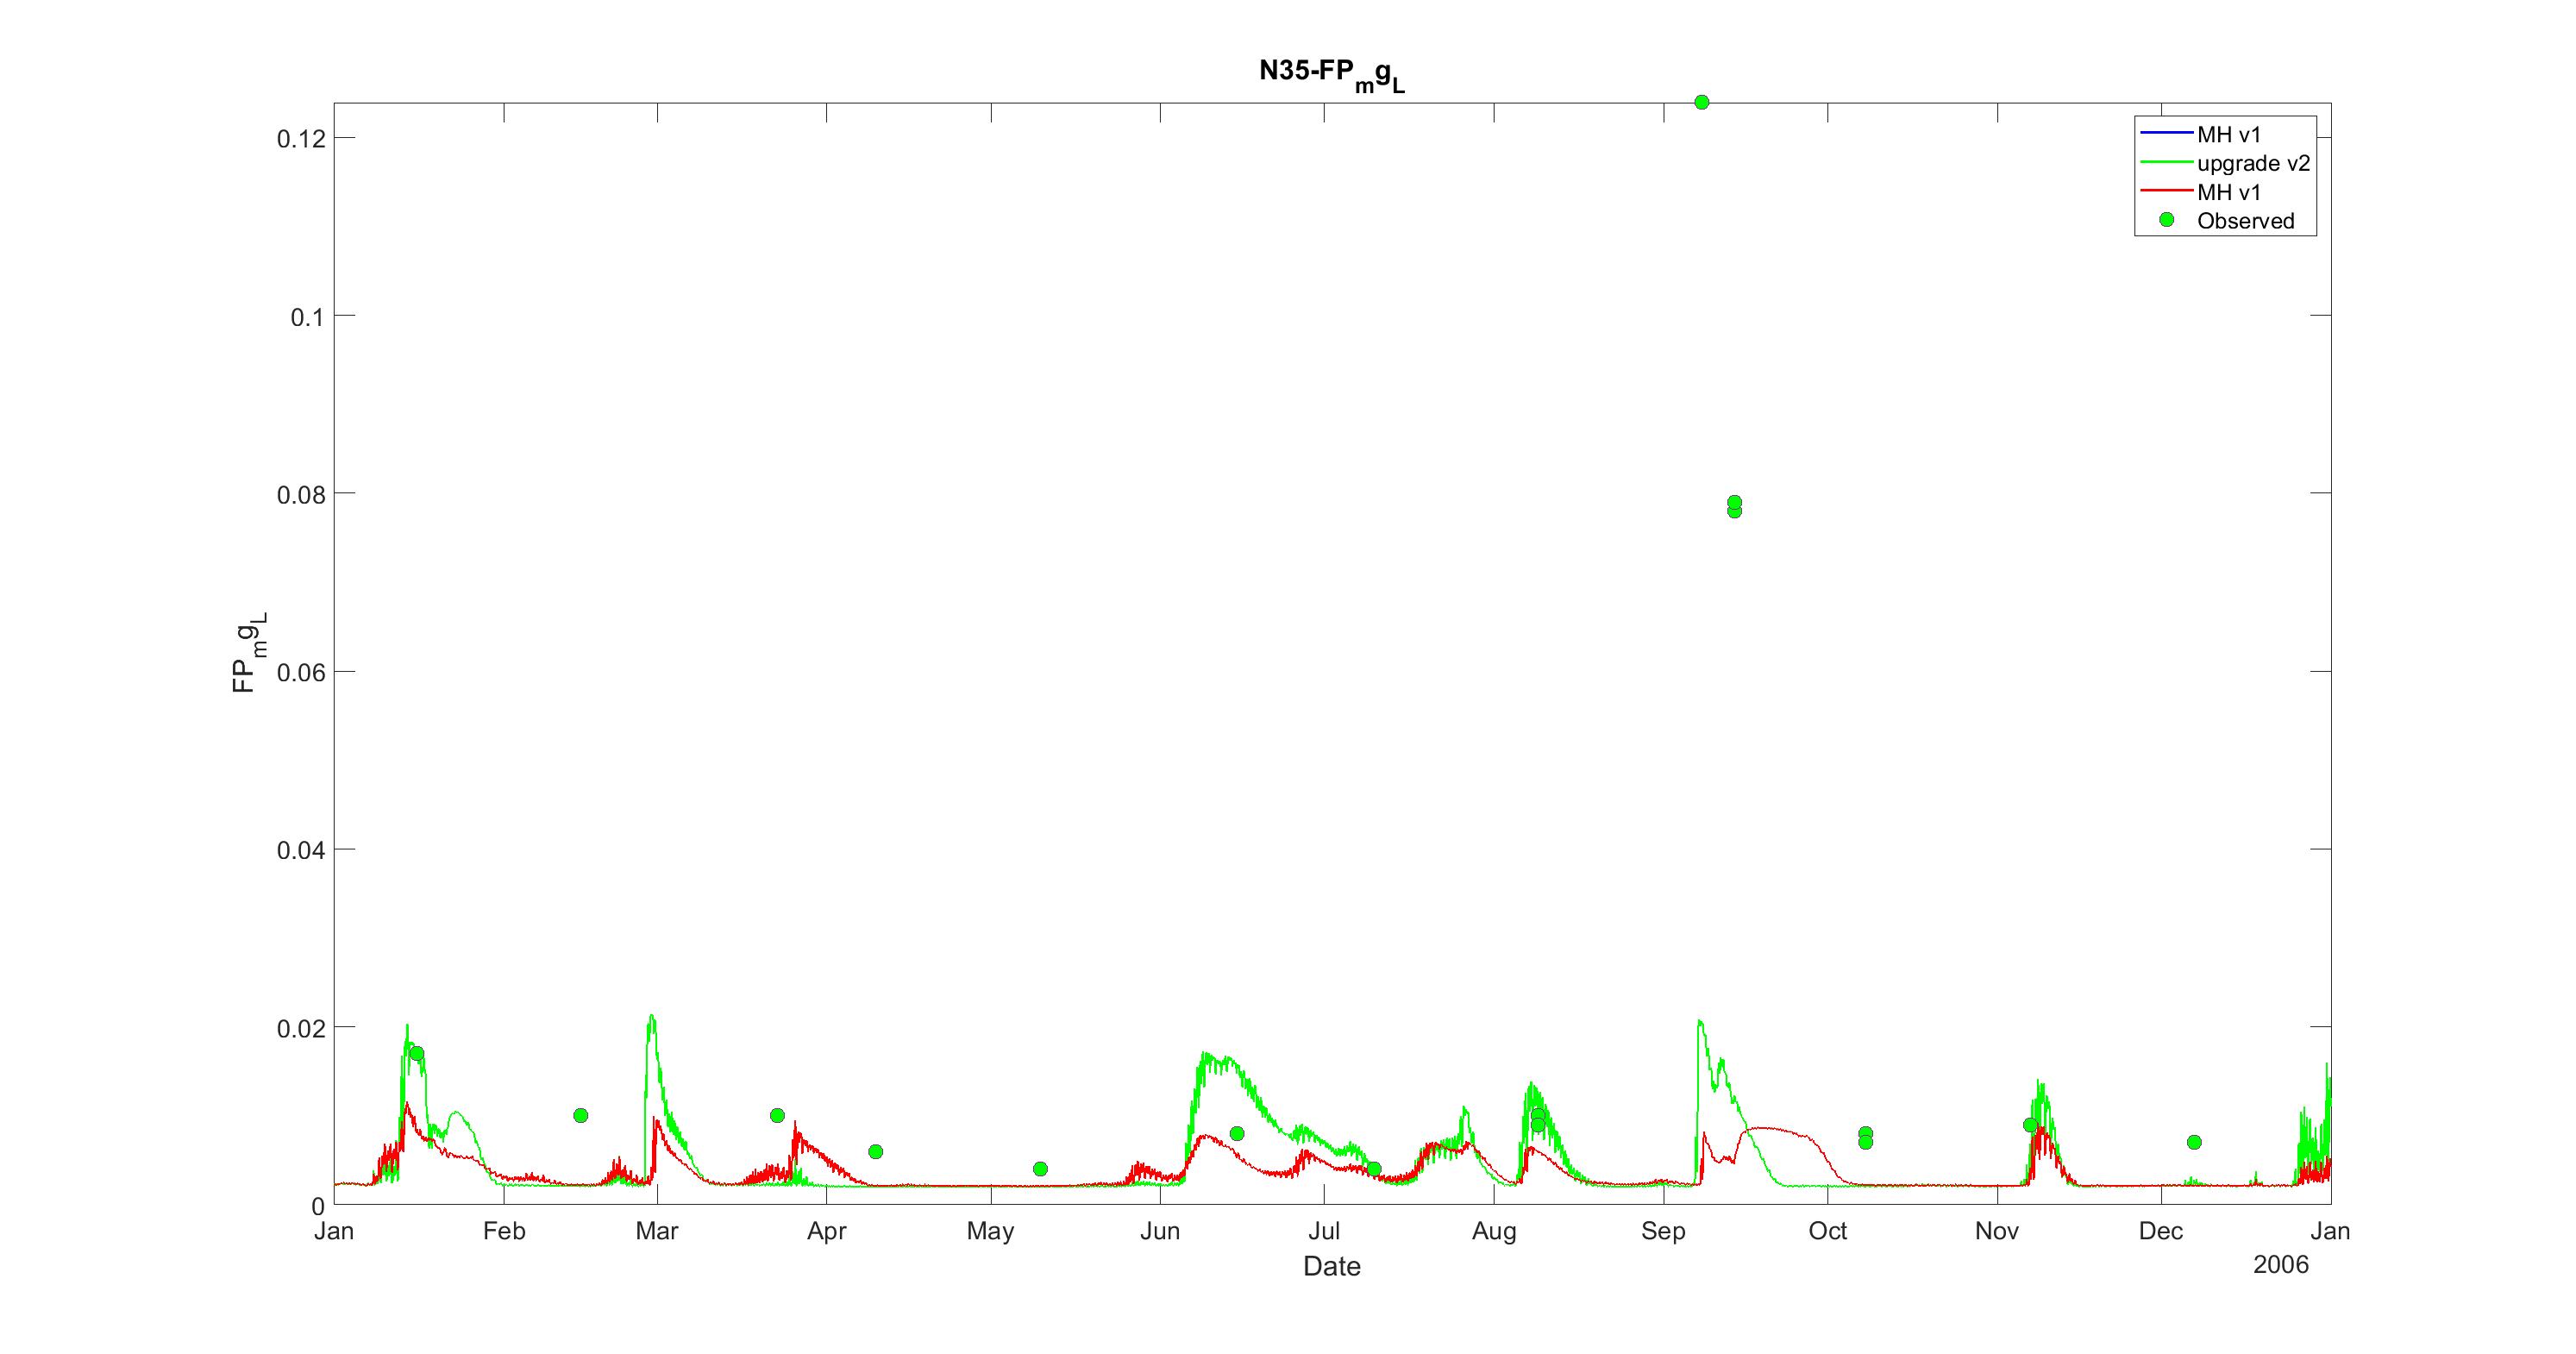 N35-FPmgL
0.12
0.1
0.08
0.06
0.04
0.02
0
FPmgL
MH v1
upgrade v2
MH v1
Observed
Jan Feb Mar Apr May Jun Jul Aug Sep Oct Nov Dec Jan
Date
2006